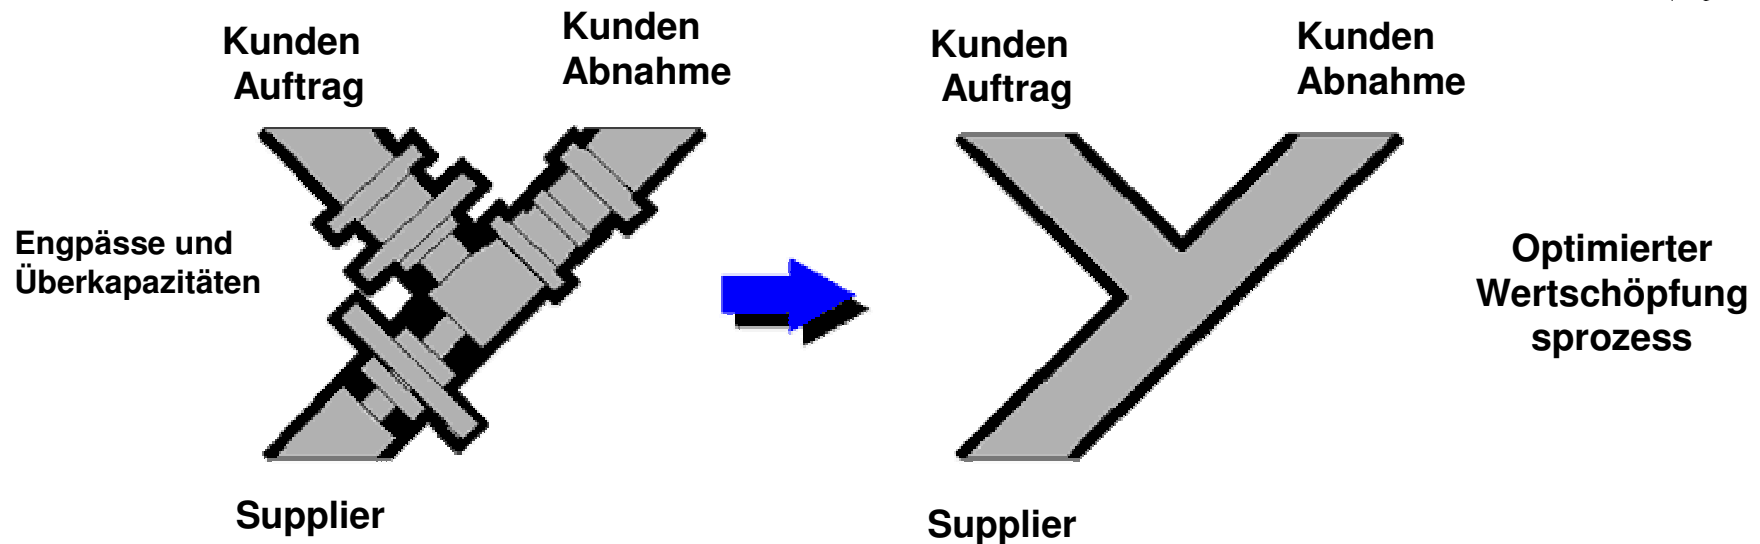 Kunden
Auftrag
Kunden
Abnahme
Engpässe und
Überkapazitäten
Supplier
Kunden
Auftrag
Kunden
Abnahme
Optimierter
Wertschöpfung
sprozess
Supplier